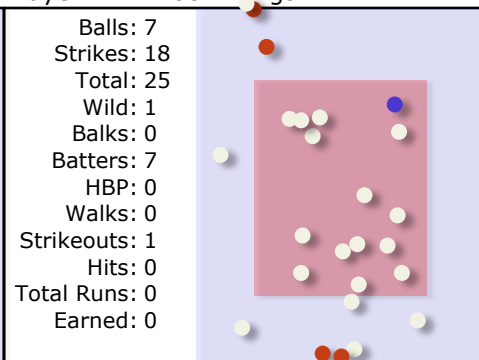 Balls: 7
Strikes: 18
Total: 25
Wild: 1
Balks: 0
Batters: 7
HBP: 0
Walks: 0
Strikeouts: 1
Hits: 0
Total Runs: 0
Earned: 0